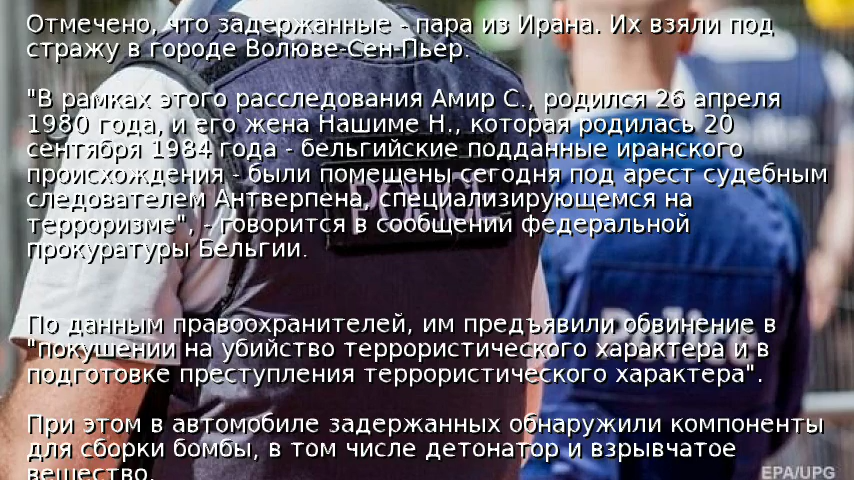 Отмечено, что задержанные - пара из Ирана. Их взяли под
стражу в городе Волюве-Сен-Пьер.
"В рамках этого расследования Амир С., родился 26 апреля
1980 года, и его жена Нашиме Н., которая родилась 20
сентября 1984 года - бельгийские подданные иранского
происхождения - были помещены сегодня под арест судебным
следователем Антверпена, специализирующемся на
терроризме", - говорится в сообщении федеральной
прокуратуры Бельгии.
По данным правоохранителей, им предъявили обвинение в
"покушении на убийство террористического характера и в
подготовке преступления террористического характера".
При этом в автомобиле задержанных обнаружили компоненты
для сборки бомбы, в том числе детонатор и взрывчатое
вещество.
POLICE
EPA/UPG